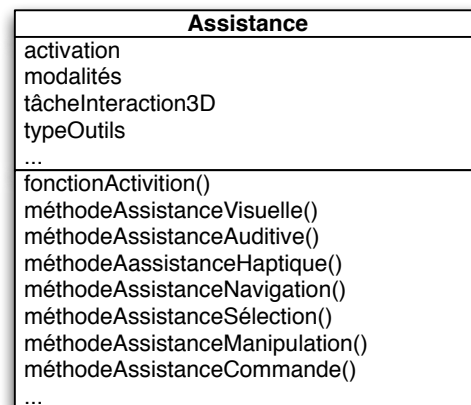 Assistance
activation
modalités
tâcheInteraction3D
typeOutils
...
fonctionActivition()
méthodeAssistanceVisuelle()
méthodeAssistanceAuditive()
méthodeAassistanceHaptique()
méthodeAssistanceNavigation()
méthodeAssistanceSélection()
méthodeAssistanceManipulation()
méthodeAssistanceCommande()
...